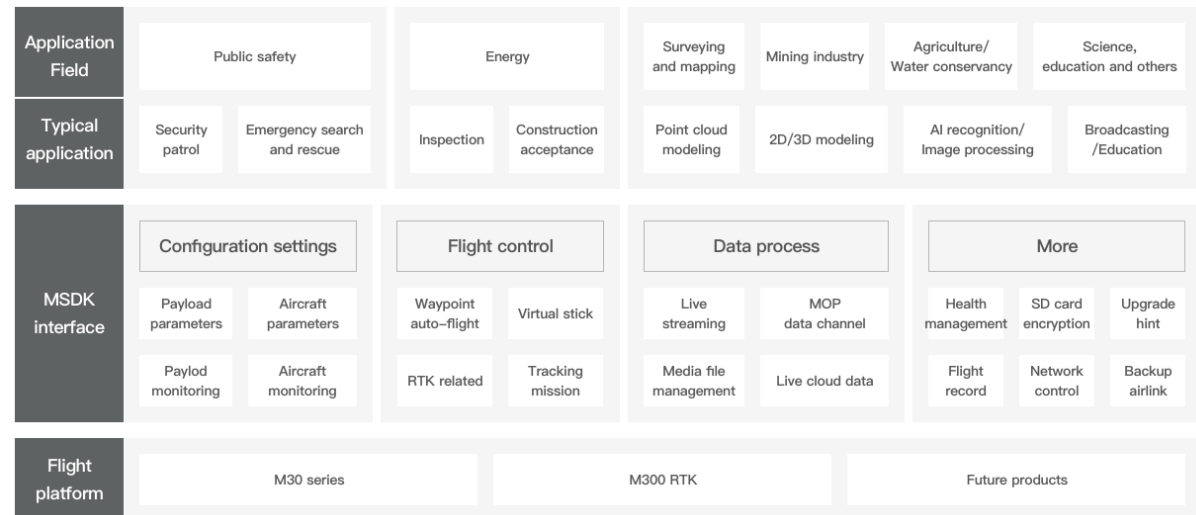 Application
Field
Public safety
Energy
Surveying
and mapping
Mining industry
Agriculture/
Water conservancy
Science,
education and others
Typical
application
Security
patrol
Emergency search
and rescue
Inspection
Construction
acceptance
Point cloud
modeling
2D/3D modeling
AI recognition/
Image processing
Broadcasting
/Education
MSDK
interface
Configuration settings
Flight control
Data process
More
Payload
parameters
Aircraft
parameters
Waypoint
auto-flight
Virtual stick
Live
streaming
MOP
data channel
Health
management
SD card
encryption
Upgrade
hint
Paylod
monitoring
Aircraft
monitoring
RTK related
Tracking
mission
Media file
management
Live cloud data
Flight
record
Network
control
Backup
airlink
Flight
platform
M30 series
M300 RTK
Future products